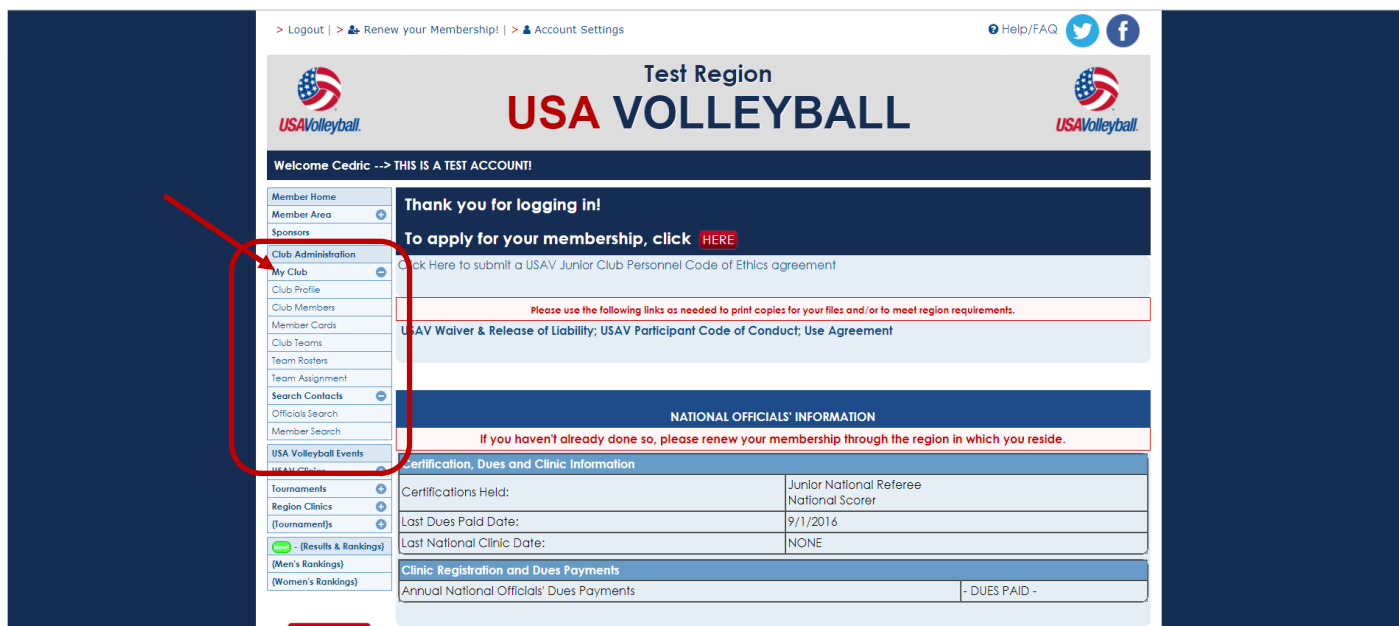 > Logout | > Renew your Membership! | > Account Settings
Help/FAQ
Test Region
USA VOLLEYBALL
USAVolleyball.
USAVolleyball.
Welcome Cedric --> THIS IS A TEST ACCOUNT!
Member Home
Member Area
Sponsors
Club Administration
My Club
Club Profile
Club Members
Member Cards
Club Teams
Team Rosters
Team Assignment
Search Contacts
Officials Search
Member Search
USA Volleyball Events
USAV Clinics
Tournaments
Region Clinics
{Tournament}s
- {Results & Rankings}
{Men's Rankings}
{Women's Rankings}
Thank you for logging in!
To apply for your membership, click HERE
Click Here to submit a USAV Junior Club Personnel Code of Ethics agreement
Please use the following links as needed to print copies for your files and/or to meet region requirements.
USAV Waiver & Release of Liability; USAV Participant Code of Conduct; Use Agreement
NATIONAL OFFICIALS' INFORMATION
If you haven't already done so, please renew your membership through the region in which you reside.
Certification, Dues and Clinic Information
Certifications Held:
Junior National Referee
National Scorer
Last Dues Paid Date: 9/1/2016
Last National Clinic Date: NONE
Clinic Registration and Dues Payments
Annual National Officials' Dues Payments - DUES PAID -